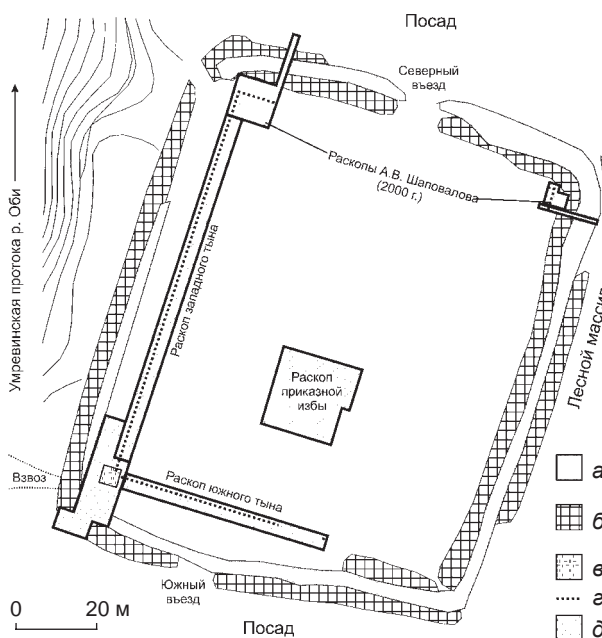 Посад
Северный
въезд
Раскопы А.В. Шаповалова
(2000 г.)
Умревинская протока р. Оби
Раскоп западного тына
Лесной массив
Раскоп
приказной
избы
Взвоз
Раскоп южного тына
Южный
въезд
Посад
0 20 м
а
б
в
г
д